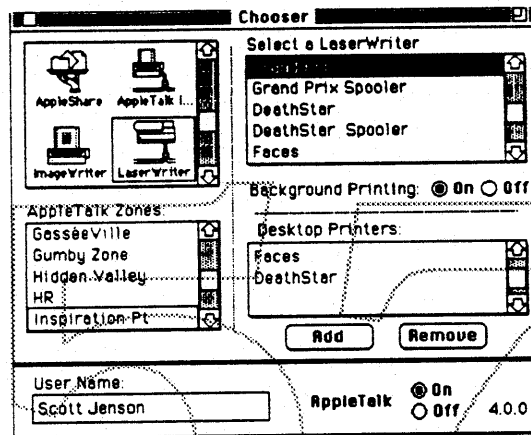 Chooser
Select a LaserWriter
AppleShare
AppleTalk I...
ImageWriter
LaserWriter
Grand Prix Spooler
DeathStar
DeathStar Spooler
Faces
Background Printing: On Off
AppleTalk Zones:
GasséeVille
Gumby Zone
Hidden Valley
HR
Inspiration Pt
Desktop Printers:
Faces
DeathStar
Add
Remove
User Name:
Scott Jenson
AppleTalk
On
Off
4.0.0